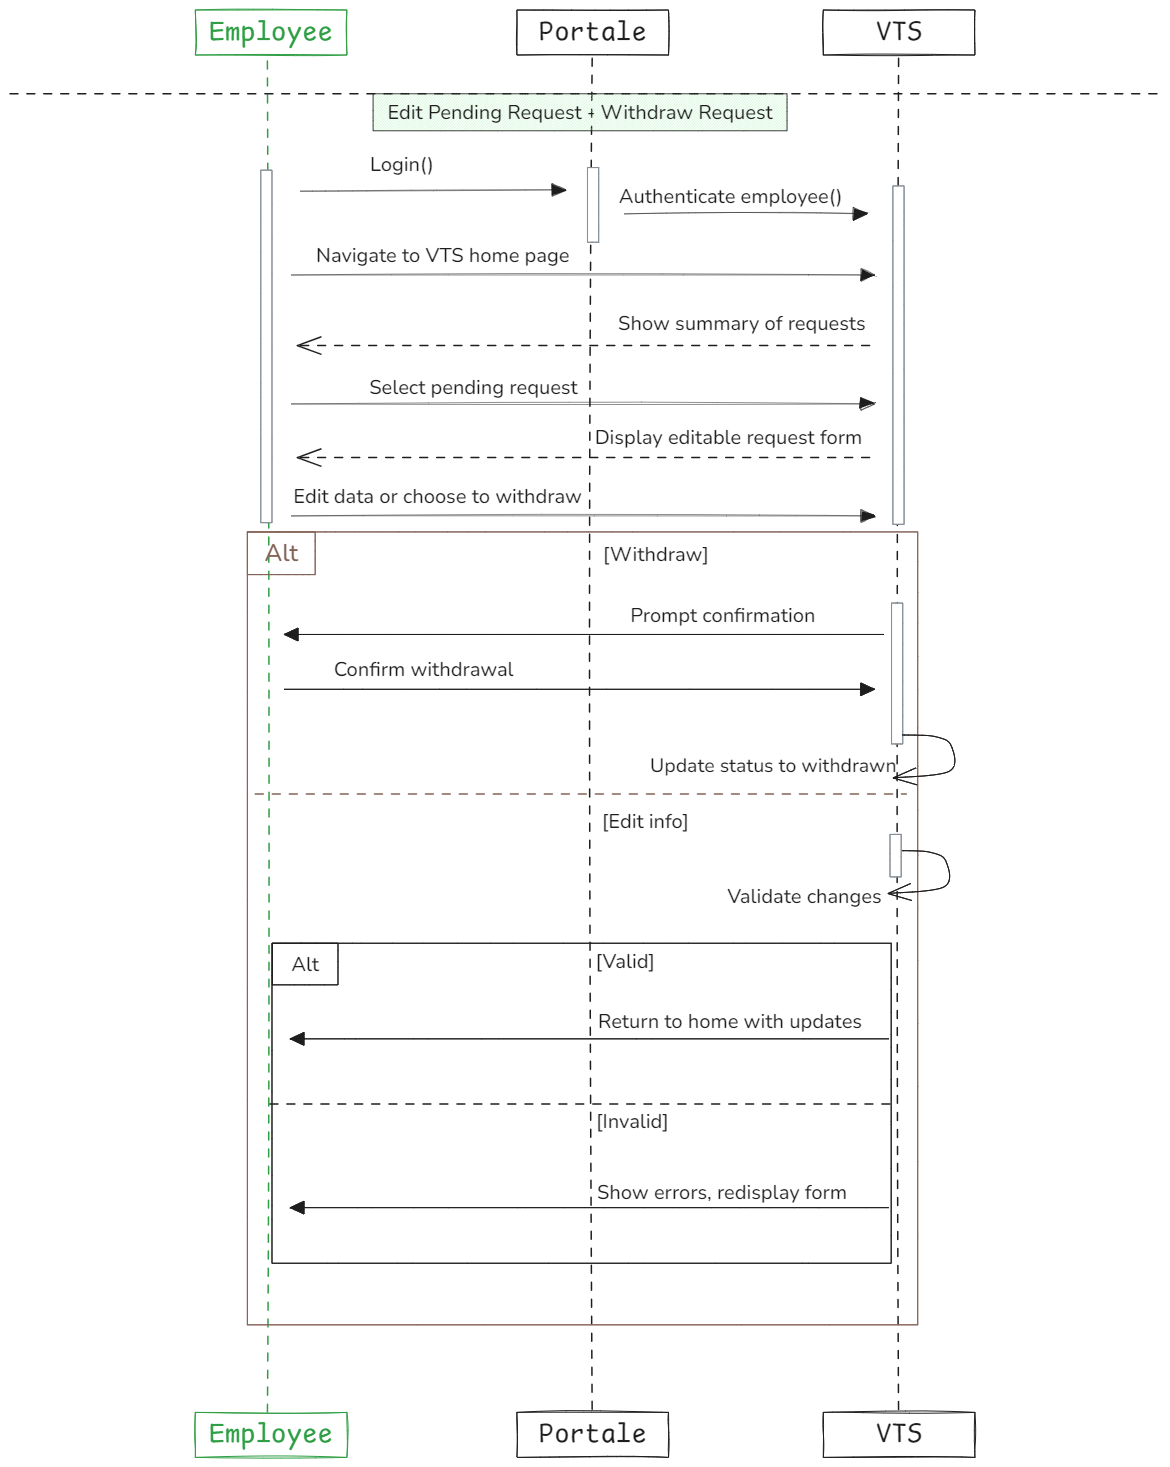 Employee
Portale
VTS
Edit Pending Request - Withdraw Request
Login()
Authenticate employee()
Navigate to VTS home page
Show summary of requests
Select pending request
Display editable request form
Edit data or choose to withdraw
Alt
[Withdraw]
Prompt confirmation
Confirm withdrawal
Update status to withdrawn
[Edit info]
Validate changes
Alt
[Valid]
Return to home with updates
[Invalid]
Show errors, redisplay form
Employee
Portale
VTS